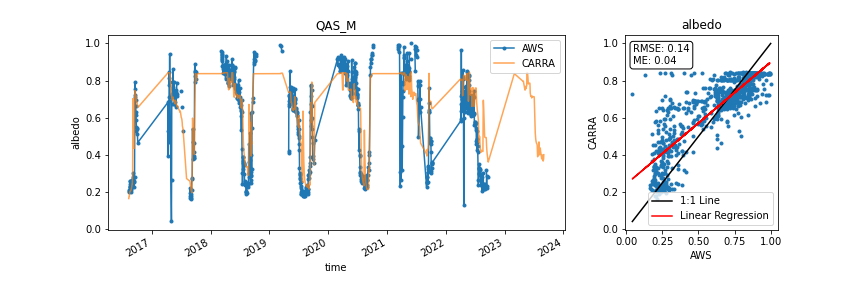 QAS_M
albedo
1.0
0.8
0.6
0.4
0.2
0.0
AWS
CARRA
2017
2018
2019
2020
2021
2022
2023
2024
time
albedo
albedo
RMSE: 0.14
ME: 0.04
1.0
0.8
0.6
0.4
0.2
0.0
CARRA
1:1 Line
Linear Regression
0.00
0.25
0.50
0.75
1.00
AWS